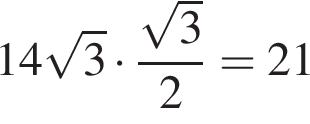 14√3 · √3/2 = 21